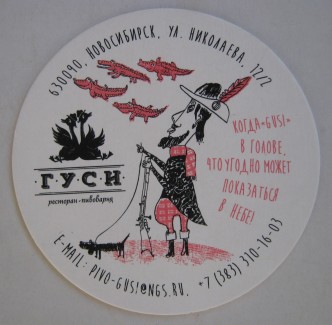 630090, НОВОСИБИРСК, УЛ. НИКОЛАЕВА, 12/2
КОГДА «GUSI»
В ГОЛОВЕ,
ЧТО УГОДНО МОЖЕТ
ПОКАЗАТЬСЯ
В НЕБЕ!
ГУСИ
ресторан • пивоварня
E-MAIL: PIVO-GUSI@NGS.RU, +7 (383) 310-16-03